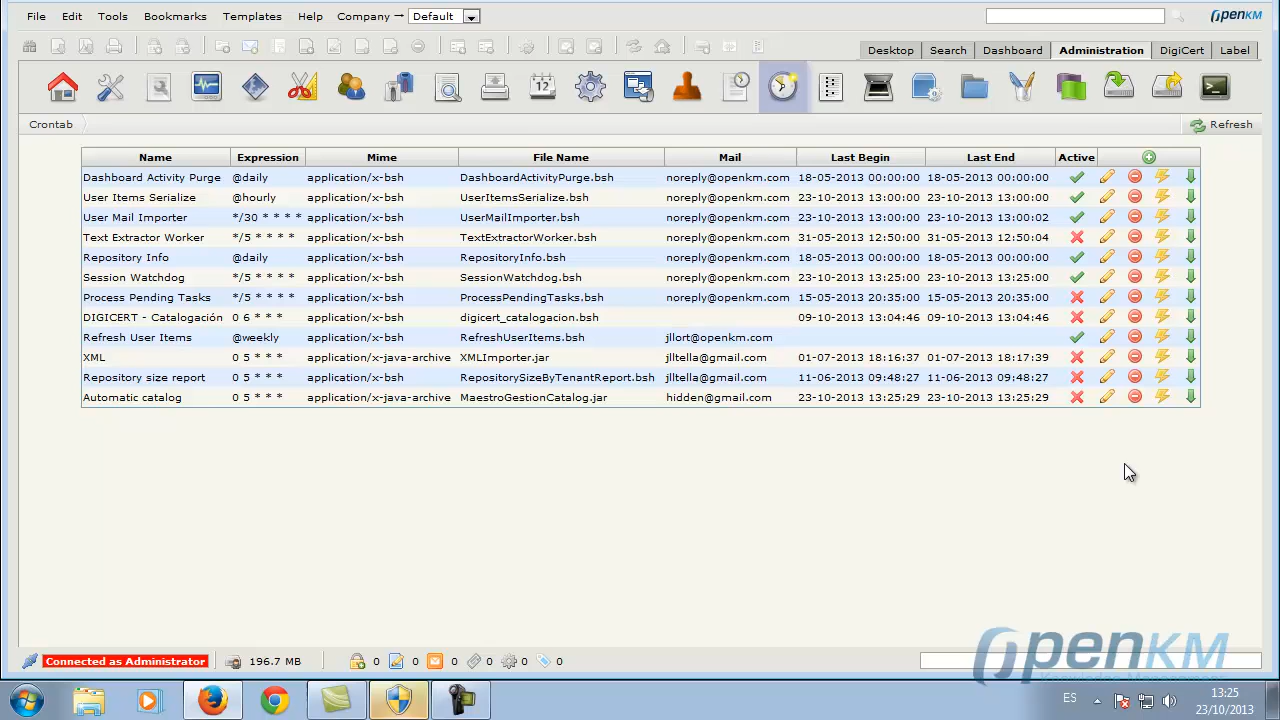 File Edit Tools Bookmarks Templates Help Company → Default OpenKM
Desktop Search Dashboard Administration DigiCert Label
12
Crontab Refresh
Name Expression Mime File Name Mail Last Begin Last End Active
Dashboard Activity Purge @daily application/x-bsh DashboardActivityPurge.bsh noreply@openkm.com 18-05-2013 00:00:00 18-05-2013 00:00:00
User Items Serialize @hourly application/x-bsh UserItemsSerialize.bsh noreply@openkm.com 23-10-2013 13:00:00 23-10-2013 13:00:00
User Mail Importer */30 * * * * application/x-bsh UserMailImporter.bsh noreply@openkm.com 23-10-2013 13:00:00 23-10-2013 13:00:02
Text Extractor Worker */5 * * * * application/x-bsh TextExtractorWorker.bsh noreply@openkm.com 31-05-2013 12:50:00 31-05-2013 12:50:04
Repository Info @daily application/x-bsh RepositoryInfo.bsh noreply@openkm.com 18-05-2013 00:00:00 18-05-2013 00:00:00
Session Watchdog */5 * * * * application/x-bsh SessionWatchdog.bsh noreply@openkm.com 23-10-2013 13:25:00 23-10-2013 13:25:00
Process Pending Tasks */5 * * * * application/x-bsh ProcessPendingTasks.bsh noreply@openkm.com 15-05-2013 20:35:00 15-05-2013 20:35:00
DIGICERT - Catalogación 0 6 * * * application/x-bsh digicert_catalogacion.bsh 09-10-2013 13:04:46 09-10-2013 13:04:46
Refresh User Items @weekly application/x-bsh RefreshUserItems.bsh jllort@openkm.com
XML 0 5 * * * application/x-java-archive XMLImporter.jar jlltella@gmail.com 01-07-2013 18:16:37 01-07-2013 18:17:39
Repository size report 0 5 * * * application/x-bsh RepositorySizeByTenantReport.bsh jlltella@gmail.com 11-06-2013 09:48:27 11-06-2013 09:48:27
Automatic catalog 0 5 * * * application/x-java-archive MaestroGestionCatalog.jar hidden@gmail.com 23-10-2013 13:25:29 23-10-2013 13:25:29
OpenKM
Knowledge Management
Connected as Administrator 196.7 MB 0 0 0 0 0 0
ES 13:25
23/10/2013